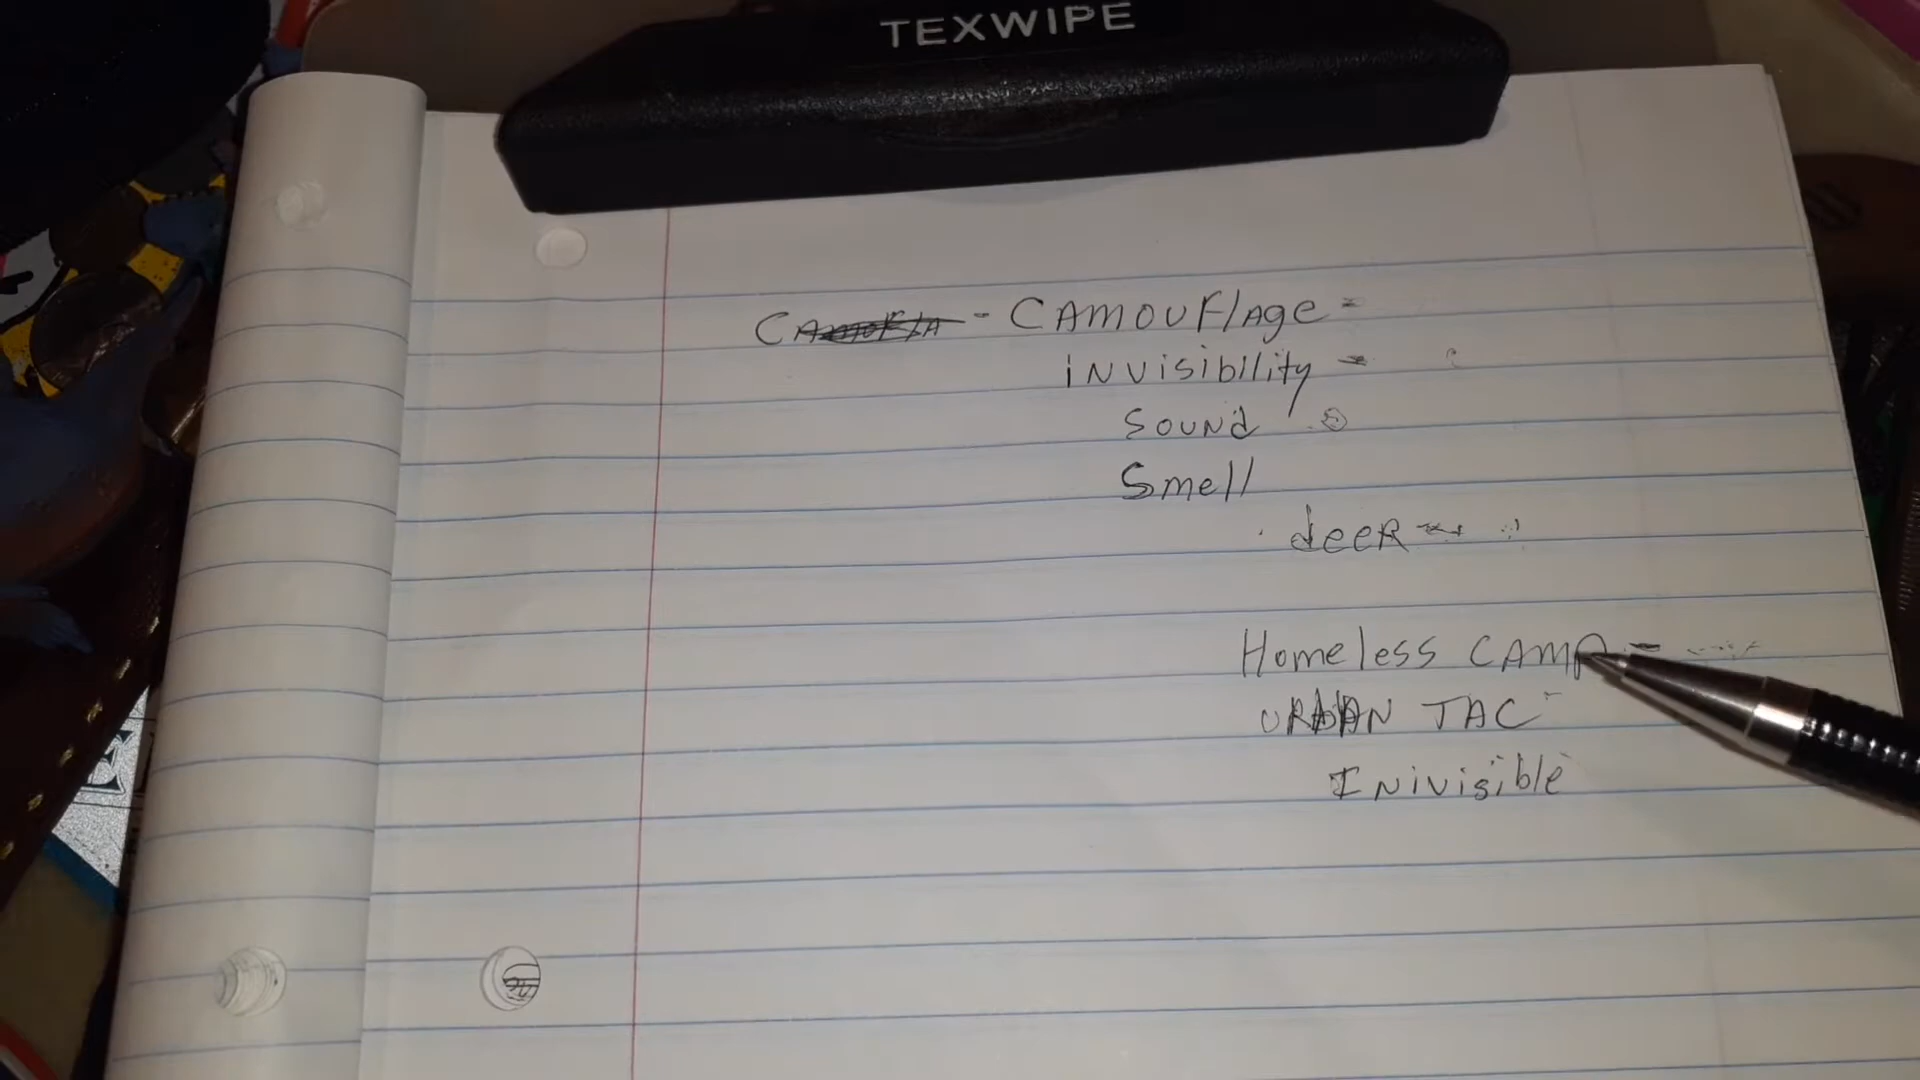 TEXWIPE
- CAMOUFlAge -
iNVisibility -
SOUNd
Smell
deeR
Homeless CAMP -
URBAN TAC -
INivisible